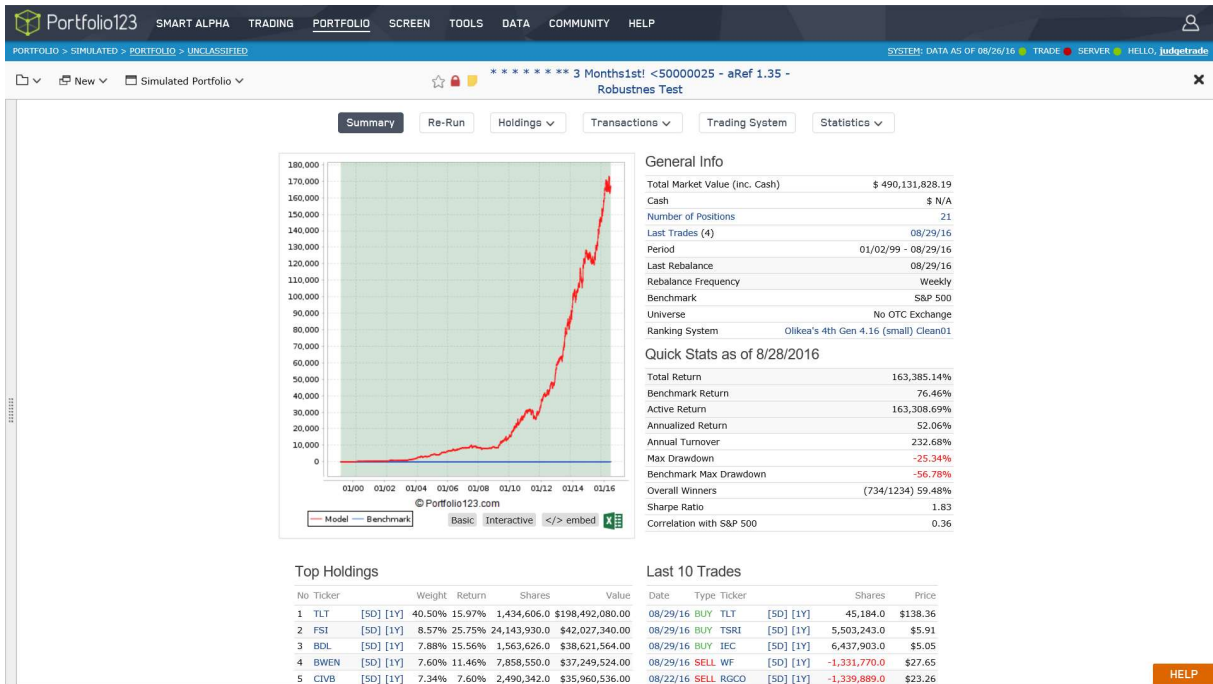 Portfolio123 SMART ALPHA TRADING PORTFOLIO SCREEN TOOLS DATA COMMUNITY HELP
PORTFOLIO > SIMULATED > PORTFOLIO > UNCLASSIFIED SYSTEM: DATA AS OF 08/26/16 TRADE SERVER HELLO, judgetrade
New Simulated Portfolio * * * * * * * ** 3 Months1st! <50000025 - aRef 1.35 -
Robustnes Test
Summary Re-Run Holdings Transactions Trading System Statistics
180,000
170,000
160,000
150,000
140,000
130,000
120,000
110,000
100,000
90,000
80,000
70,000
60,000
50,000
40,000
30,000
20,000
10,000
0
01/00 01/02 01/04 01/06 01/08 01/10 01/12 01/14 01/16
© Portfolio123.com
Model Benchmark Basic Interactive </> embed
General Info
Total Market Value (inc. Cash) $ 490,131,828.19
Cash $ N/A
Number of Positions 21
Last Trades (4) 08/29/16
Period 01/02/99 - 08/29/16
Last Rebalance 08/29/16
Rebalance Frequency Weekly
Benchmark S&P 500
Universe No OTC Exchange
Ranking System Olikea's 4th Gen 4.16 (small) Clean01
Quick Stats as of 8/28/2016
Total Return 163,385.14%
Benchmark Return 76.46%
Active Return 163,308.69%
Annualized Return 52.06%
Annual Turnover 232.68%
Max Drawdown -25.34%
Benchmark Max Drawdown -56.78%
Overall Winners (734/1234) 59.48%
Sharpe Ratio 1.83
Correlation with S&P 500 0.36
Top Holdings
No Ticker Weight Return Shares Value
1 TLT [5D] [1Y] 40.50% 15.97% 1,434,606.0 $198,492,080.00
2 FSI [5D] [1Y] 8.57% 25.75% 24,143,930.0 $42,027,340.00
3 BDL [5D] [1Y] 7.88% 15.56% 1,563,626.0 $38,621,564.00
4 BWEN [5D] [1Y] 7.60% 11.46% 7,858,550.0 $37,249,524.00
5 CIVB [5D] [1Y] 7.34% 7.60% 2,490,342.0 $35,960,536.00
Last 10 Trades
Date Type Ticker Shares Price
08/29/16 BUY TLT [5D] [1Y] 45,184.0 $138.36
08/29/16 BUY TSRI [5D] [1Y] 5,503,243.0 $5.91
08/29/16 BUY IEC [5D] [1Y] 6,437,903.0 $5.05
08/29/16 SELL WF [5D] [1Y] -1,331,770.0 $27.65
08/22/16 SELL RGCO [5D] [1Y] -1,339,889.0 $23.26
HELP